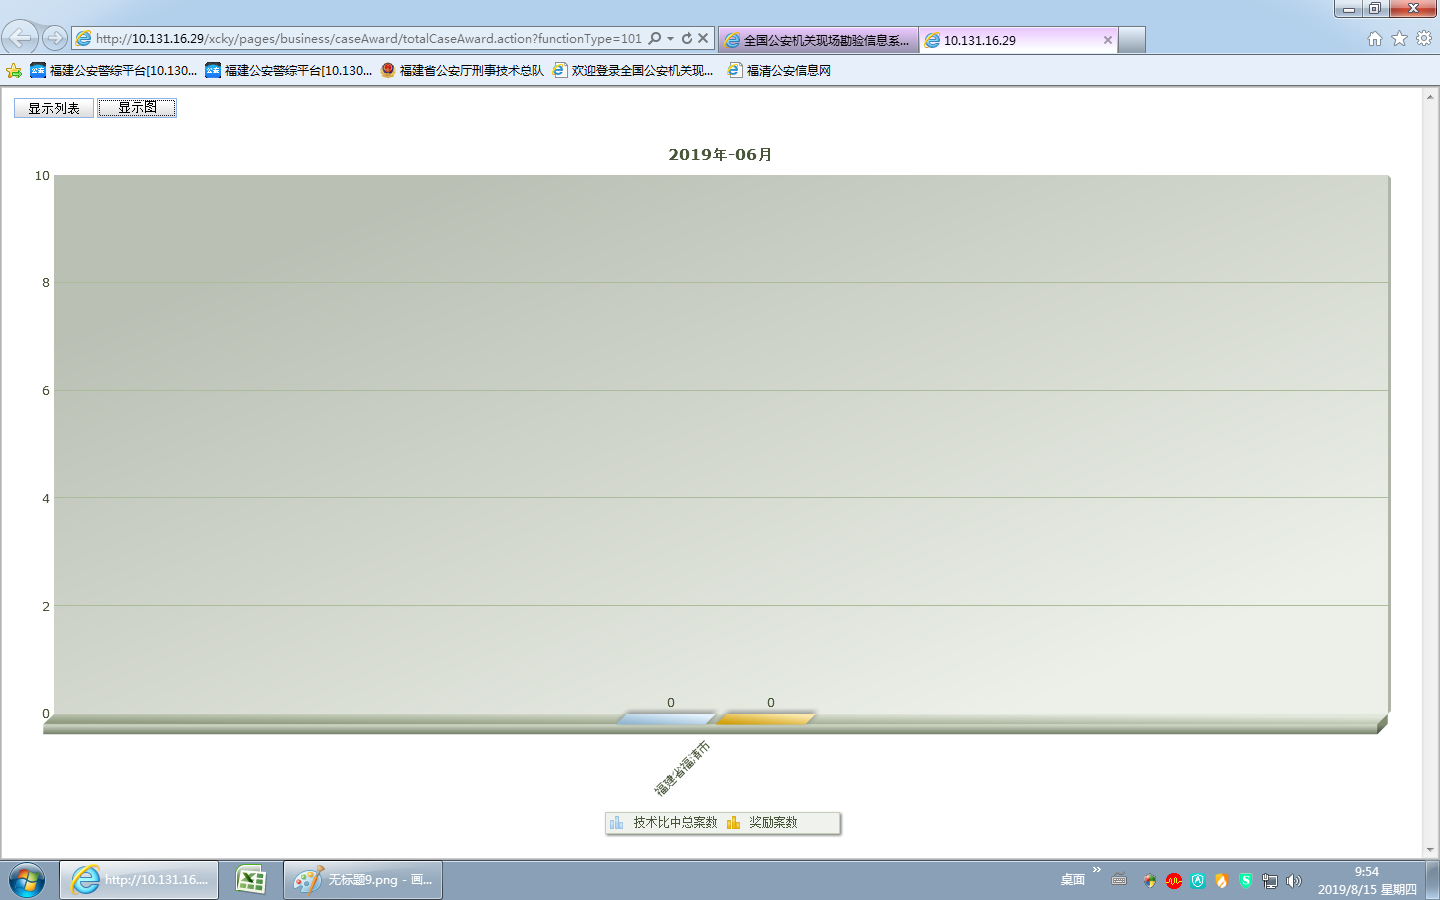 http://10.131.16.29/xcky/pages/business/caseAward/totalCaseAward.action?functionType=101
全国公安机关现场勘验信息系...
10.131.16.29
福建公安警综平台[10.130...
福建公安警综平台[10.130...
福建省公安厅刑事技术总队
欢迎登录全国公安机关现...
福清公安信息网
显示列表
显示图
2019年-06月
10
8
6
4
2
0
0
0
福建省福清市
技术比中总案数
奖励案数
http://10.131.16....
无标题9.png - 画...
桌面
9:54
2019/8/15 星期四